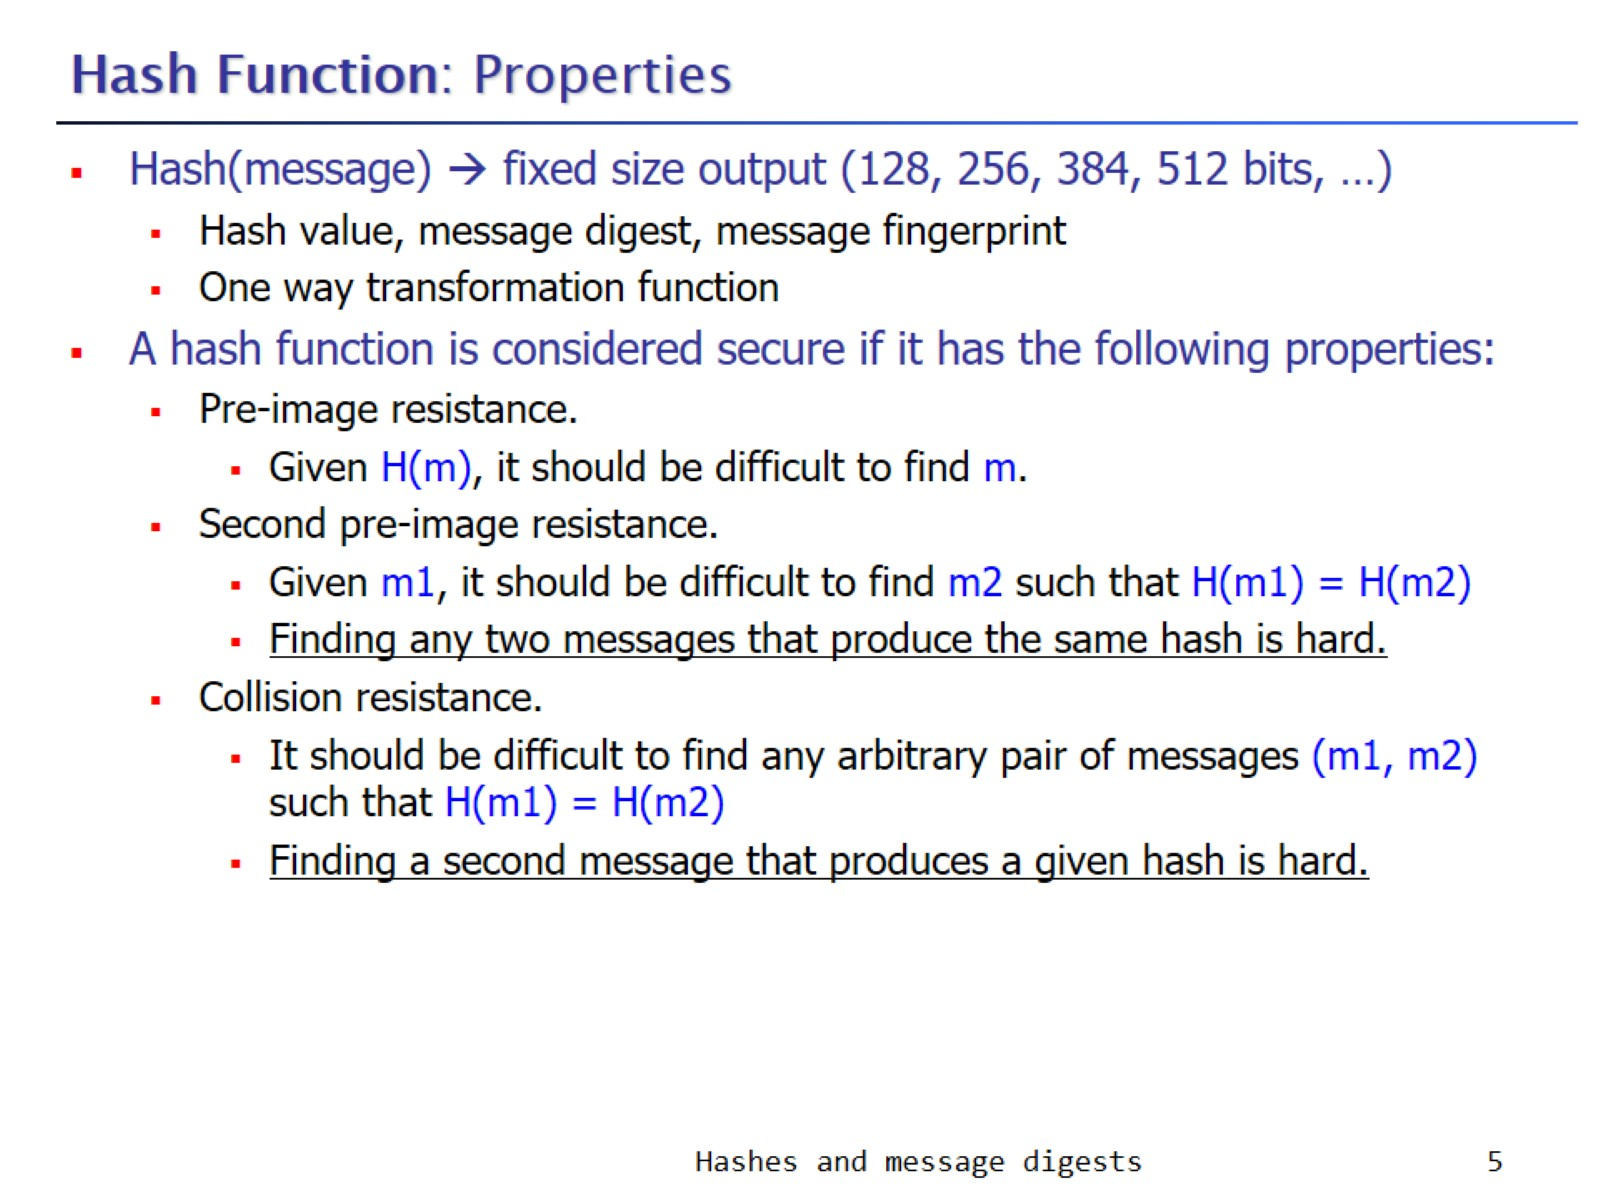 Hash Function: Properties
▪ Hash(message) → fixed size output (128, 256, 384, 512 bits, …)
▪ Hash value, message digest, message fingerprint
▪ One way transformation function
▪ A hash function is considered secure if it has the following properties:
▪ Pre-image resistance.
▪ Given H(m), it should be difficult to find m.
▪ Second pre-image resistance.
▪ Given m1, it should be difficult to find m2 such that H(m1) = H(m2)
▪ Finding any two messages that produce the same hash is hard.
▪ Collision resistance.
▪ It should be difficult to find any arbitrary pair of messages (m1, m2)
such that H(m1) = H(m2)
▪ Finding a second message that produces a given hash is hard.
Hashes and message digests
5